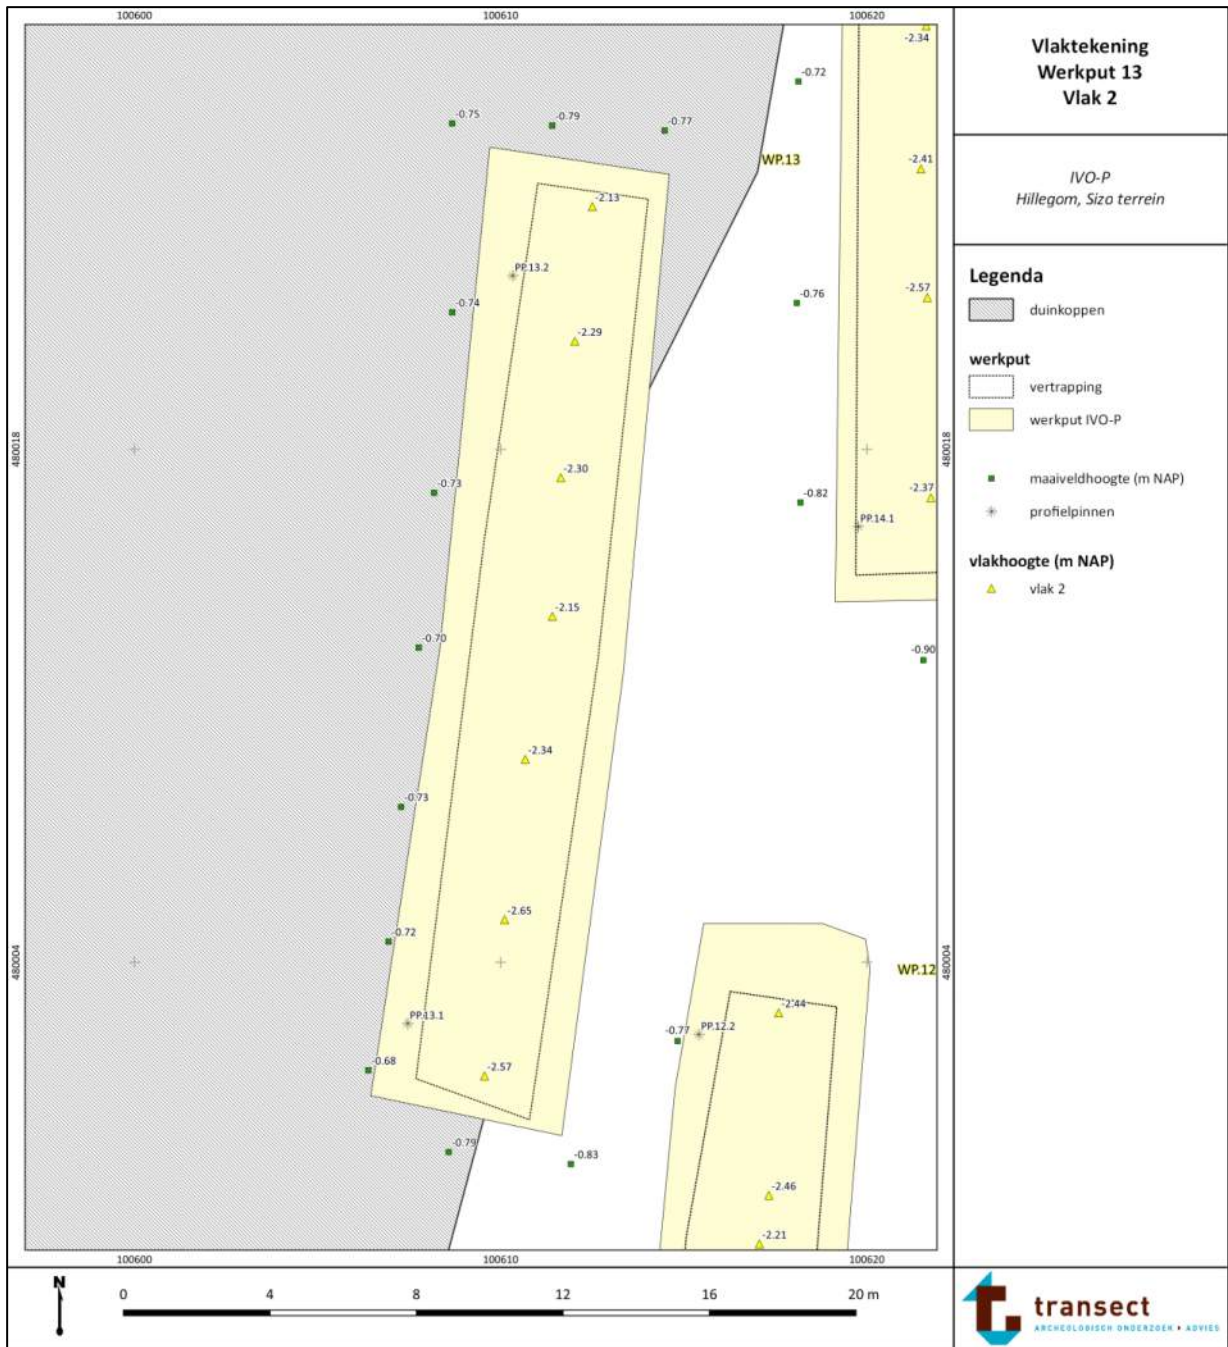 100600
100610
100620
-2.34
-0.72
-0.75
-0.79
-0.77
WP.13
-2.41
-2.13
PP.13.2
-0.74
-0.76
-2.57
-2.29
480018
480018
-2.30
-0.73
-0.82
-2.37
PP.14.1
-2.15
-0.70
-0.90
-2.34
-0.73
-2.65
-0.72
480004
480004
WP.12
-2.44
PP.13.1
-0.77
PP.12.2
-0.68
-2.57
-0.79
-0.83
-2.46
-2.21
100600
100610
100620
Vlaktekening
Werkput 13
Vlak 2
IVO-P
Hillegom, Sizo terrein
Legenda
duinkoppen
werkput
vertrapping
werkput IVO-P
maaiveldhoogte (m NAP)
profielpinnen
vlakhoogte (m NAP)
vlak 2
N
0 4 8 12 16 20 m
transect
ARCHEOLOGISCH ONDERZOEK ADVIES